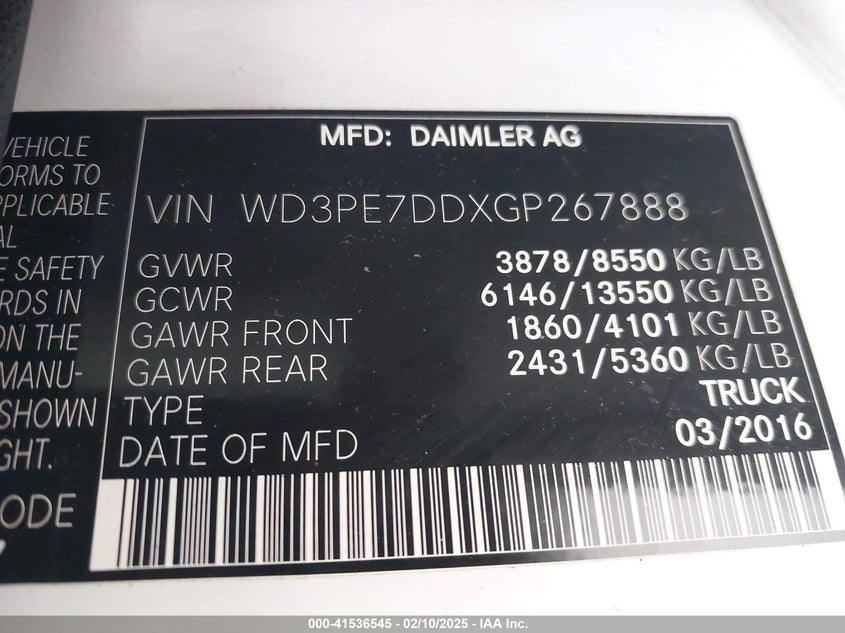 VEHICLE
ORMS TO
PPLICABLE
AL
E SAFETY
RDS IN
ON THE
MANU-
SHOWN
GHT.
ODE
MFD: DAIMLER AG
VIN WD3PE7DDXGP267888
GVWR 3878/8550 KG/LB
GCWR 6146/13550 KG/LB
GAWR FRONT 1860/4101 KG/LB
GAWR REAR 2431/5360 KG/LB
TYPE TRUCK
DATE OF MFD 03/2016
000-41536545 — 02/10/2025 — IAA Inc.